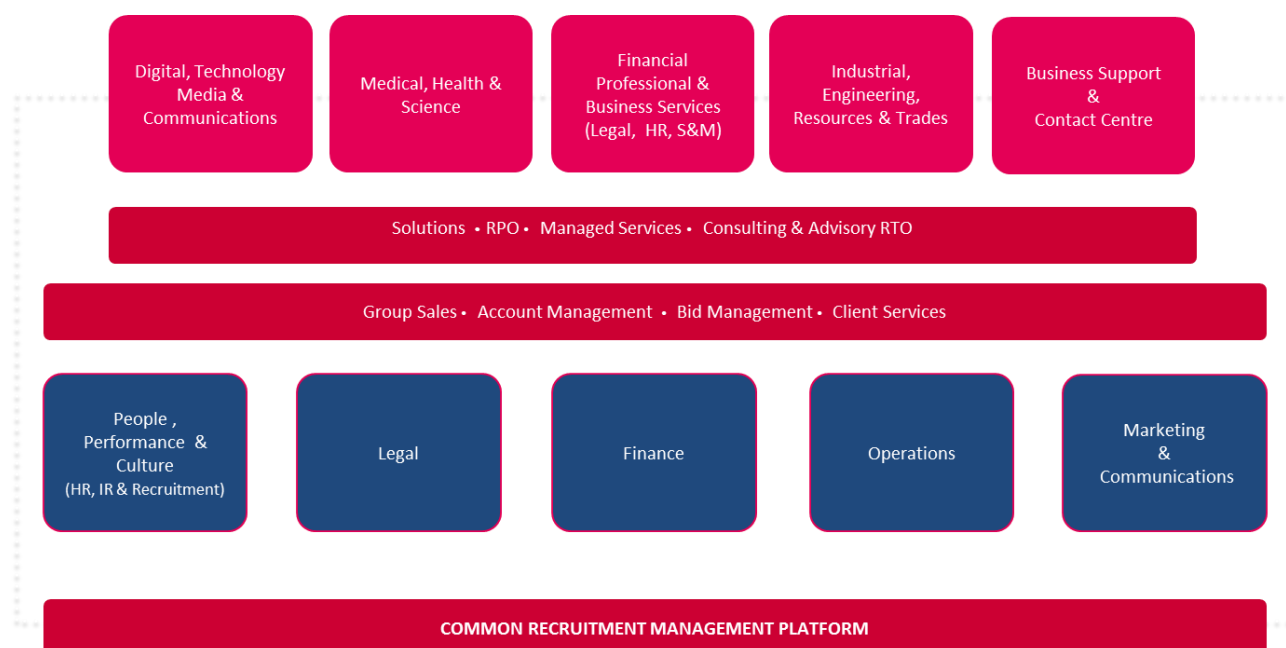 Digital, Technology
Media &
Communications
Medical, Health &
Science
Financial
Professional &
Business Services
(Legal, HR, S&M)
Industrial,
Engineering,
Resources & Trades
Business Support
&
Contact Centre
Solutions • RPO • Managed Services • Consulting & Advisory RTO
Group Sales • Account Management • Bid Management • Client Services
People ,
Performance &
Culture
(HR, IR & Recruitment)
Legal
Finance
Operations
Marketing
&
Communications
COMMON RECRUITMENT MANAGEMENT PLATFORM